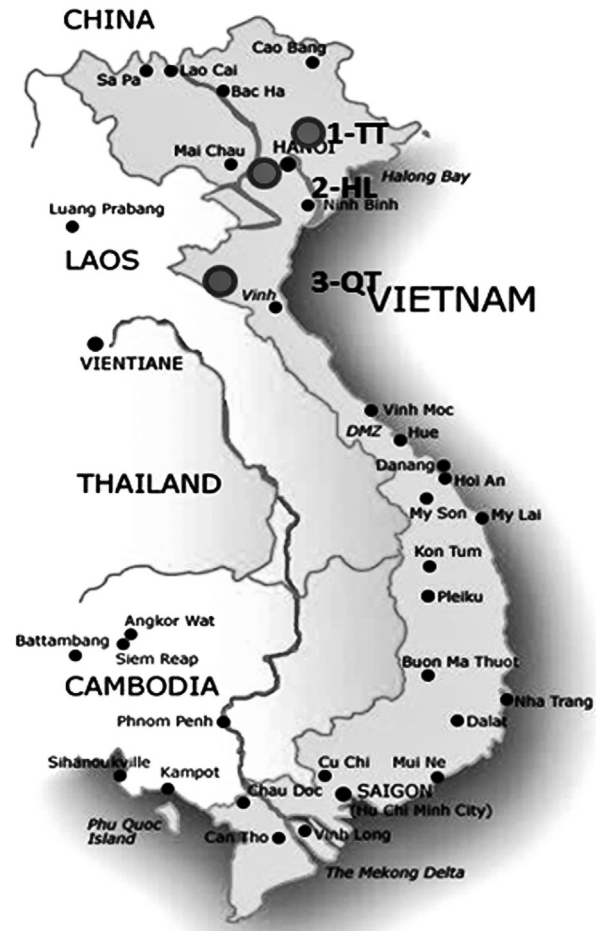 CHINA
Cao Bang
Sa Pa
Lao Cai
Bac Ha
1-TT
HANOI
Mai Chau
Halong Bay
2-HL
Ninh Binh
Luang Prabang
LAOS
3-QT
VIETNAM
Vinh
VIENTIANE
Vinh Moc
DMZ
Hue
Danang
Hoi An
THAILAND
My Son
My Lai
Kon Tum
Pleiku
Angkor Wat
Battambang
Siem Reap
Buon Ma Thuot
CAMBODIA
Nha Trang
Phnom Penh
Dalat
Sihanoukville
Cu Chi
Mui Ne
Kampot
Chau Doc
SAIGON
(Hu Chi Minh City)
Phu Quoc
Island
Can Tho
Vinh Long
The Mekong Delta